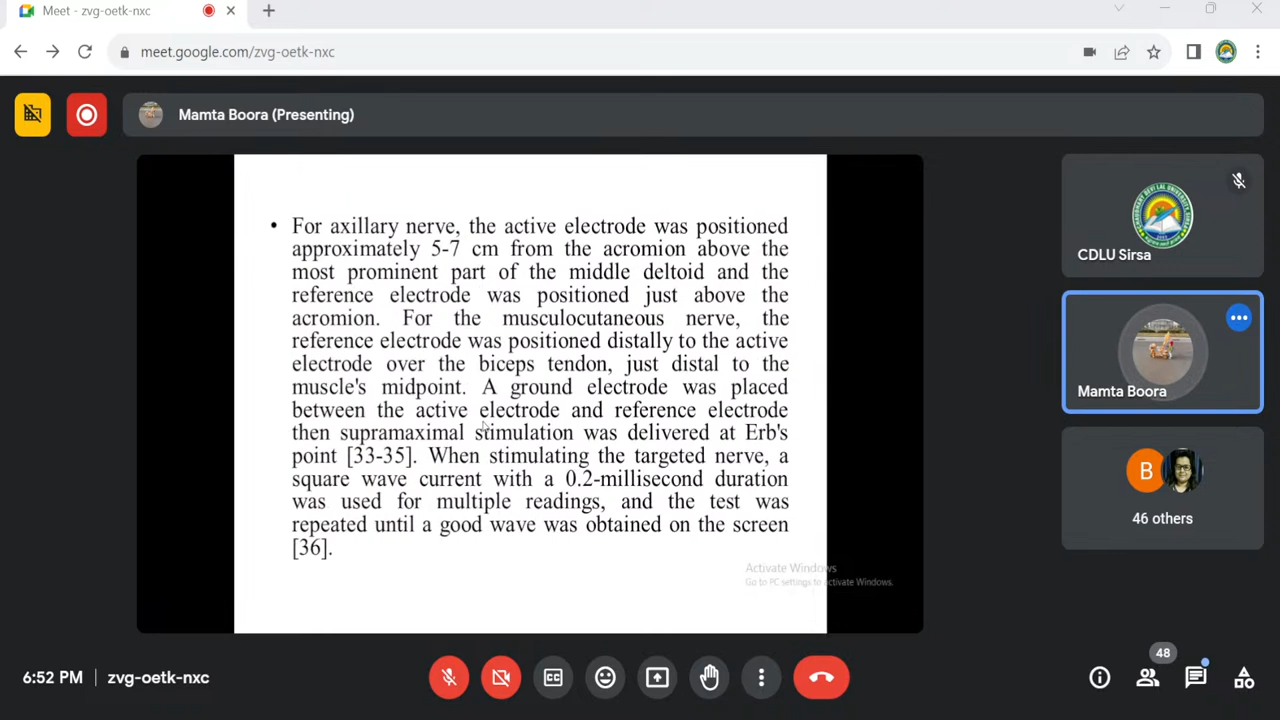 Meet - zvg-oetk-nxc
meet.google.com/zvg-oetk-nxc
Mamta Boora (Presenting)
• For axillary nerve, the active electrode was positioned
approximately 5-7 cm from the acromion above the
most prominent part of the middle deltoid and the
reference electrode was positioned just above the
acromion. For the musculocutaneous nerve, the
reference electrode was positioned distally to the active
electrode over the biceps tendon, just distal to the
muscle's midpoint. A ground electrode was placed
between the active electrode and reference electrode
then supramaximal stimulation was delivered at Erb's
point [33-35]. When stimulating the targeted nerve, a
square wave current with a 0.2-millisecond duration
was used for multiple readings, and the test was
repeated until a good wave was obtained on the screen
[36].
Activate Windows
Go to PC settings to activate Windows.
CDLU Sirsa
Mamta Boora
B
46 others
6:52 PM | zvg-oetk-nxc
CC
48